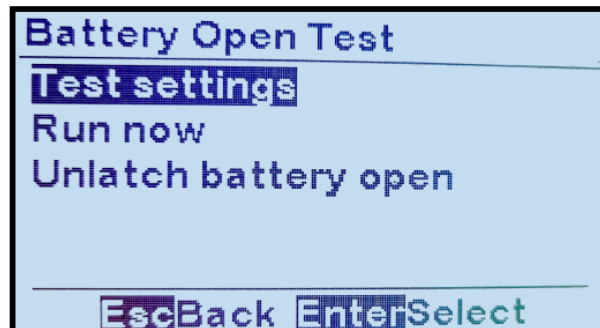 Battery Open Test
Test settings
Run now
Unlatch battery open
EscBack EnterSelect